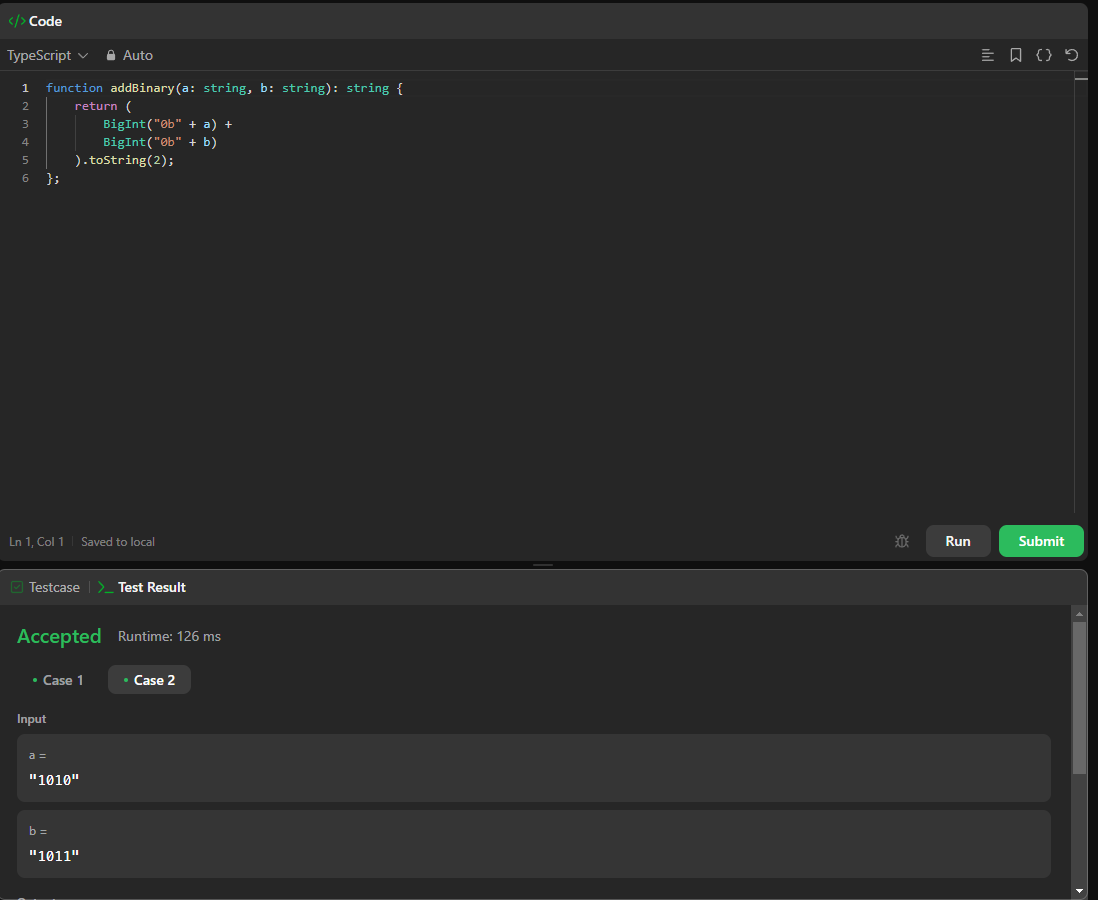 </> Code
TypeScript Auto
1 function addBinary(a: string, b: string): string {
2 return (
3 BigInt("0b" + a) +
4 BigInt("0b" + b)
5 ).toString(2);
6 };
Ln 1, Col 1 Saved to local
Run Submit
Testcase >_ Test Result
Accepted Runtime: 126 ms
• Case 1 • Case 2
Input
a =
"1010"
b =
"1011"